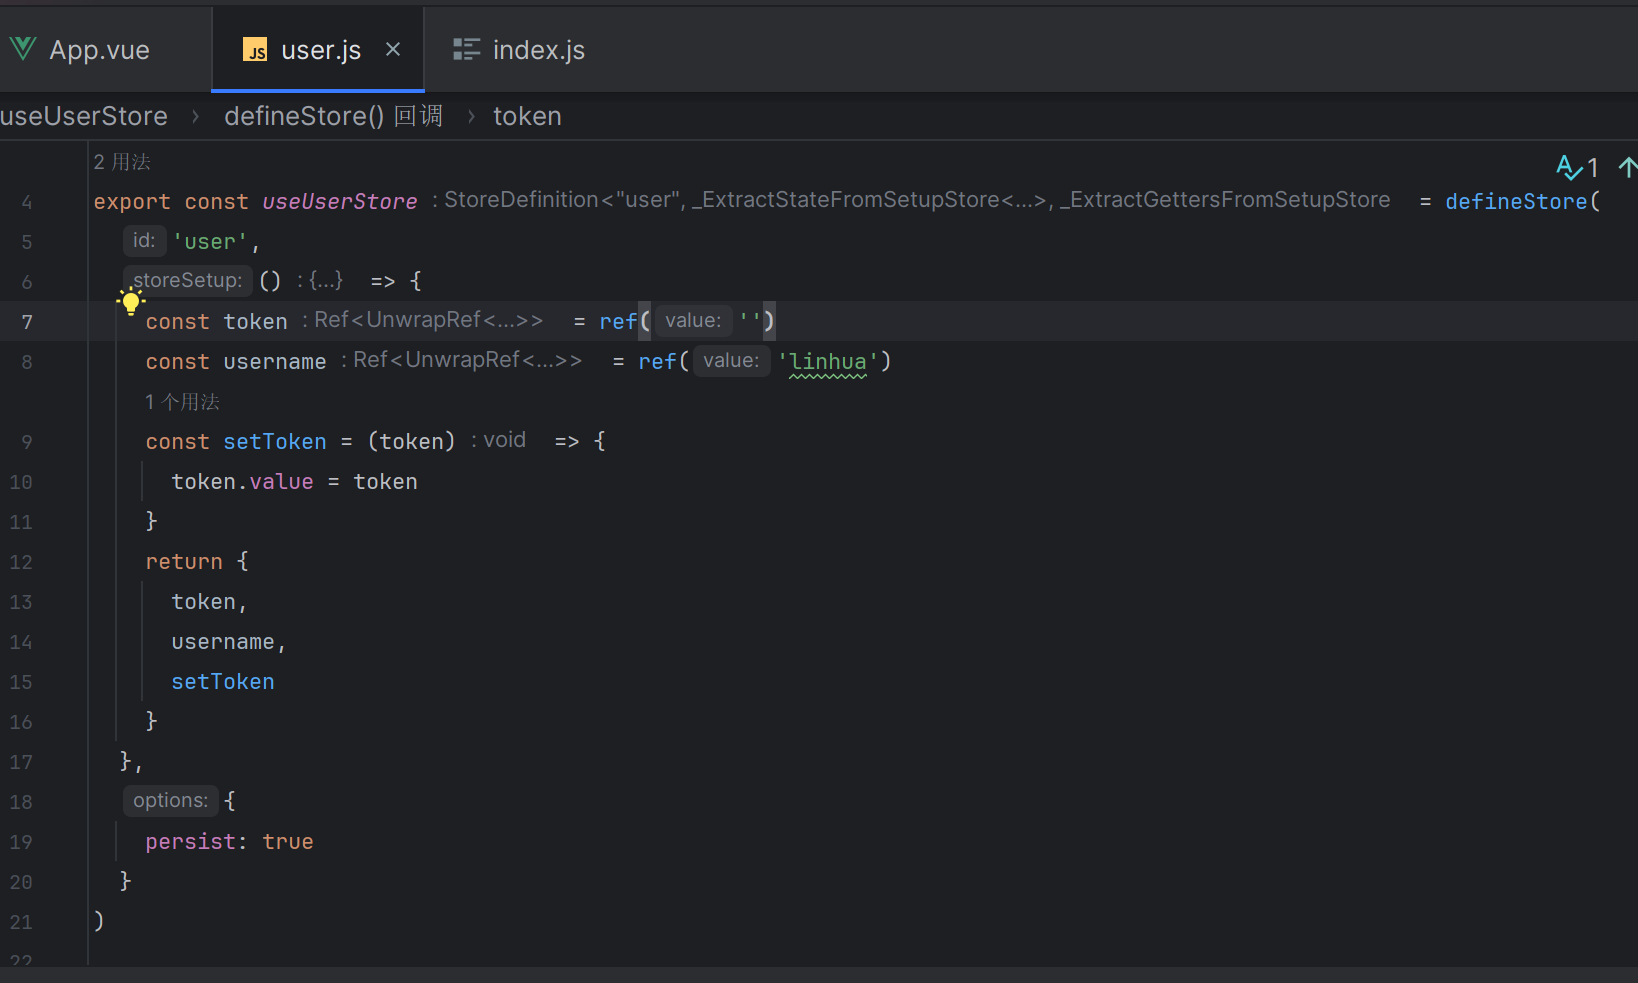 App.vue
JS user.js × index.js
useUserStore › defineStore() 回调 › token
2 用法
1
4 export const useUserStore : StoreDefinition<"user", _ExtractStateFromSetupStore<...>, _ExtractGettersFromSetupStore = defineStore(
5 id: 'user',
6 storeSetup: () : {...} => {
7 const token : Ref<UnwrapRef<...>> = ref( value: '')
8 const username : Ref<UnwrapRef<...>> = ref( value: 'linhua')
1 个用法
9 const setToken = (token) : void => {
10 token.value = token
11 }
12 return {
13 token,
14 username,
15 setToken
16 }
17 },
18 options: {
19 persist: true
20 }
21 )
22